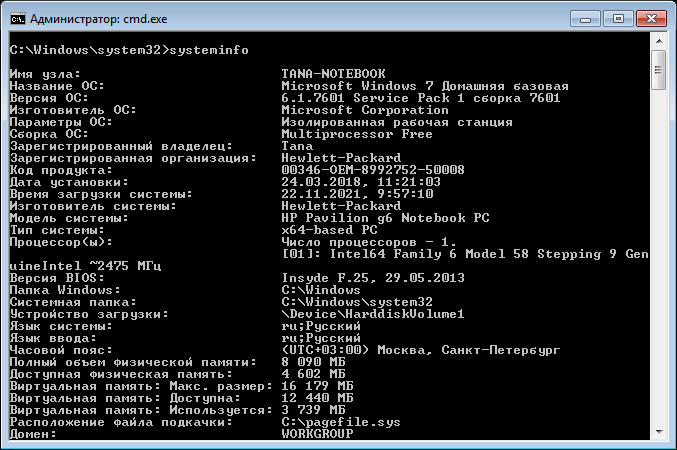 Администратор: cmd.exe
C:\Windows\system32>systeminfo
Имя узла: TANA-NOTEBOOK
Название ОС: Microsoft Windows 7 Домашняя базовая
Версия ОС: 6.1.7601 Service Pack 1 сборка 7601
Изготовитель ОС: Microsoft Corporation
Параметры ОС: Изолированная рабочая станция
Сборка ОС: Multiprocessor Free
Зарегистрированный владелец: Tana
Зарегистрированная организация: Hewlett-Packard
Код продукта: 00346-OEM-8992752-50008
Дата установки: 24.03.2018, 11:21:03
Время загрузки системы: 22.11.2021, 9:57:10
Изготовитель системы: Hewlett-Packard
Модель системы: HP Pavilion g6 Notebook PC
Тип системы: x64-based PC
Процессор(ы): Число процессоров - 1.
[01]: Intel64 Family 6 Model 58 Stepping 9 Gen
uineIntel ~2475 МГц
Версия BIOS: Insyde F.25, 29.05.2013
Папка Windows: C:\Windows
Системная папка: C:\Windows\system32
Устройство загрузки: \Device\HarddiskVolume1
Язык системы: ru;Русский
Язык ввода: ru;Русский
Часовой пояс: (UTC+03:00) Москва, Санкт-Петербург
Полный объем физической памяти: 8 090 МБ
Доступная физическая память: 4 602 МБ
Виртуальная память: Макс. размер: 16 179 МБ
Виртуальная память: Доступна: 12 440 МБ
Виртуальная память: Используется: 3 739 МБ
Расположение файла подкачки: C:\pagefile.sys
Домен: WORKGROUP